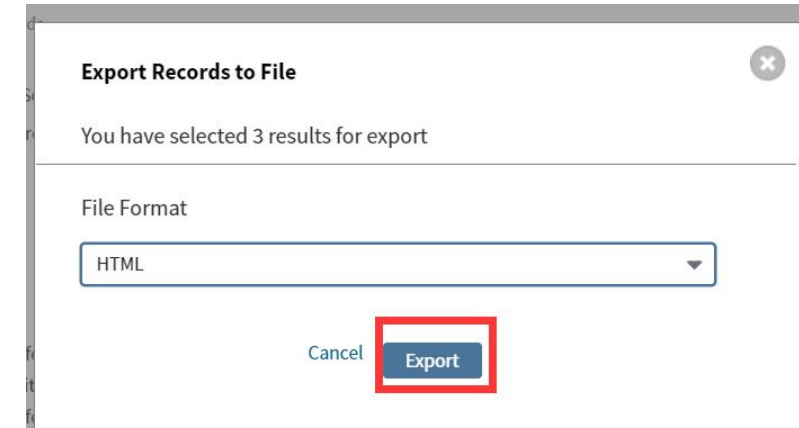 Export Records to File
You have selected 3 results for export
File Format
HTML
Cancel
Export